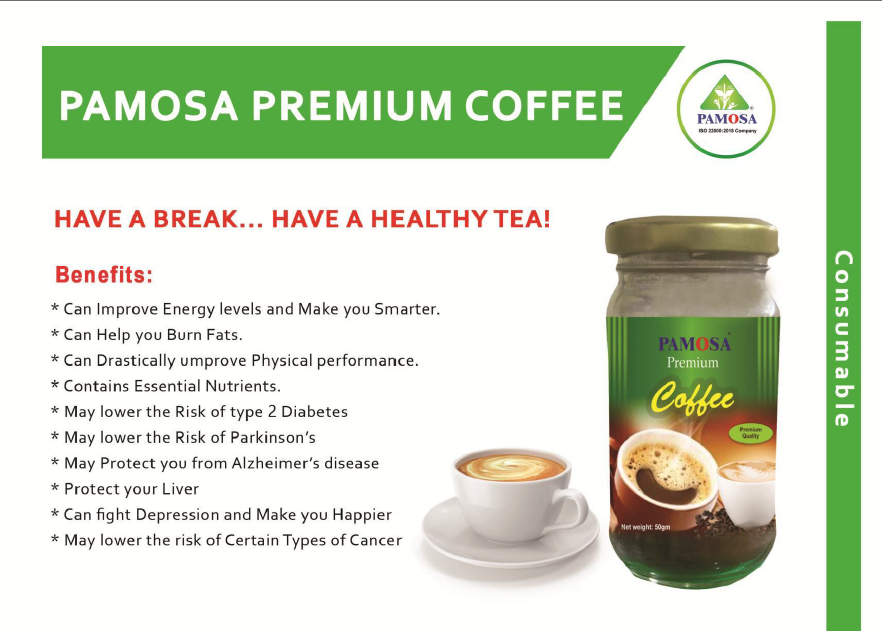 PAMOSA PREMIUM COFFEE
PAMOSA
ISO 22000:2018 Company
HAVE A BREAK... HAVE A HEALTHY TEA!
Benefits:
* Can Improve Energy levels and Make you Smarter.
* Can Help you Burn Fats.
* Can Drastically umprove Physical performance.
* Contains Essential Nutrients.
* May lower the Risk of type 2 Diabetes
* May lower the Risk of Parkinson's
* May Protect you from Alzheimer's disease
* Protect your Liver
* Can fight Depression and Make you Happier
* May lower the risk of Certain Types of Cancer
PAMOSA
Premium
Coffee
Premium
Quality
Net weight: 50gm
Consumable